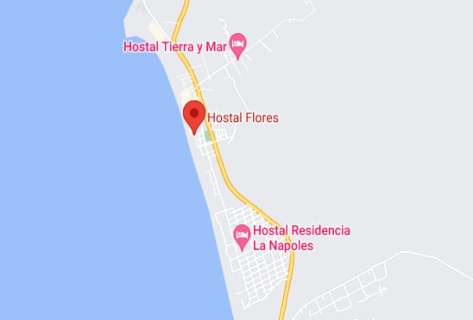 Hostal Tierra y Mar
Hostal Flores
Hostal Residencia
La Napoles